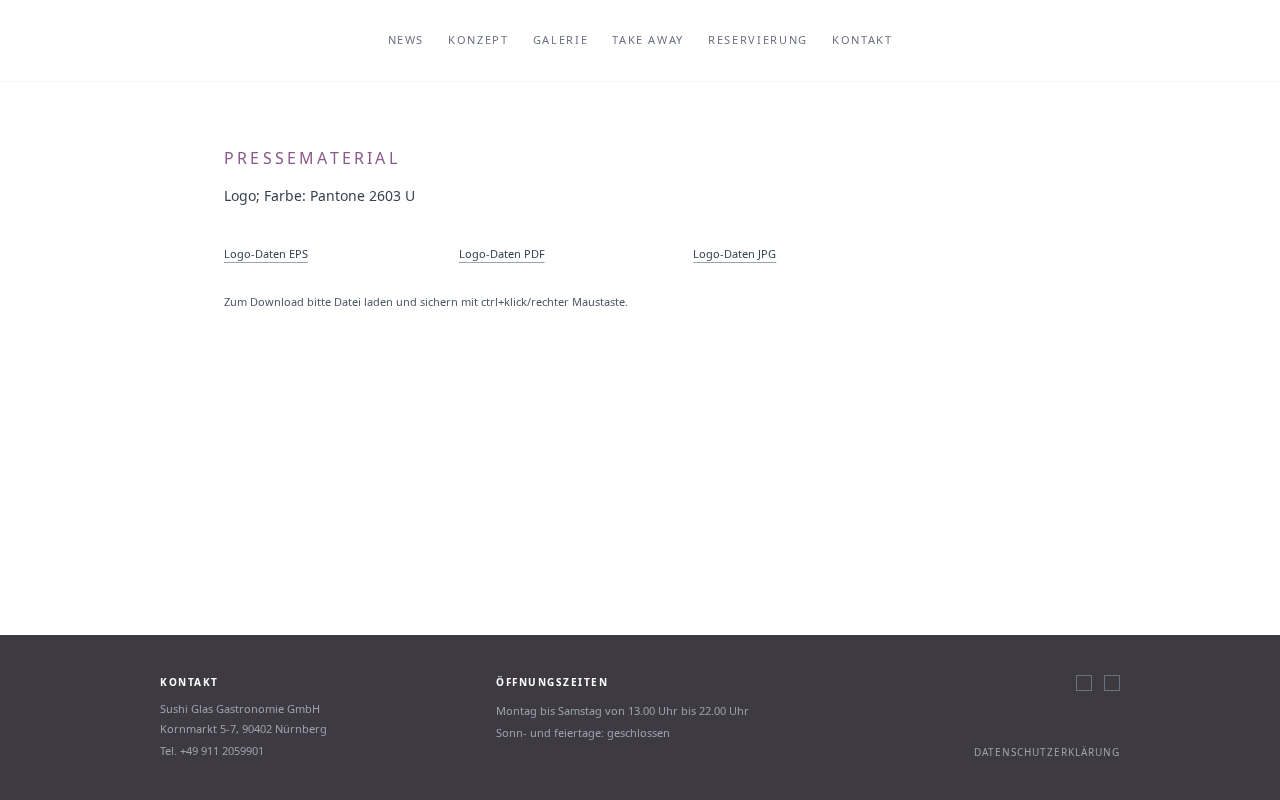 NEWS KONZEPT GALERIE TAKE AWAY RESERVIERUNG KONTAKT
PRESSEMATERIAL
Logo; Farbe: Pantone 2603 U
Logo-Daten EPS Logo-Daten PDF Logo-Daten JPG
Zum Download bitte Datei laden und sichern mit ctrl+klick/rechter Maustaste.
KONTAKT
Sushi Glas Gastronomie GmbH
Kornmarkt 5-7, 90402 Nürnberg
Tel. +49 911 2059901
ÖFFNUNGSZEITEN
Montag bis Samstag von 13.00 Uhr bis 22.00 Uhr
Sonn- und feiertage: geschlossen
DATENSCHUTZERKLÄRUNG